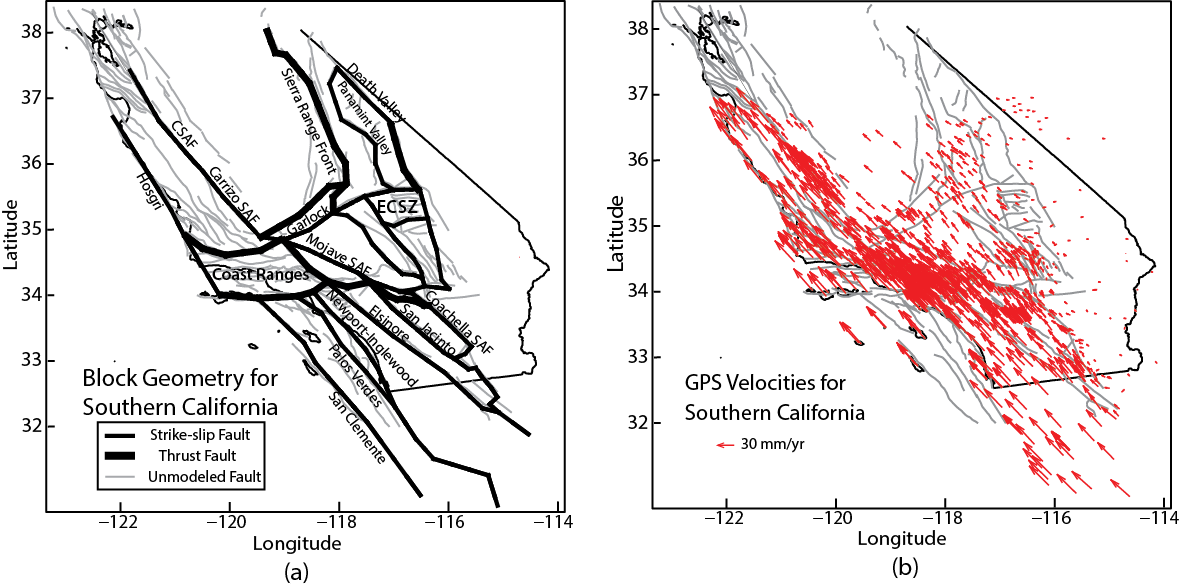 (a)
38
37
36
35
34
33
32
Latitude
−122
−120
−118
−116
−114
Longitude
CSAF
Carrizo SAF
Hosgri
Sierra Range Front
Death Valley
Panamint Valley
Garlock
ECSZ
Mojave SAF
Coast Ranges
Coachella SAF
San Jacinto
Elsinore
Newport-Inglewood
Palos Verdes
San Clemente
Block Geometry for
Southern California
Strike-slip Fault
Thrust Fault
Unmodeled Fault
(b)
38
37
36
35
34
33
32
Latitude
−122
−120
−118
−116
−114
Longitude
GPS Velocities for
Southern California
30 mm/yr